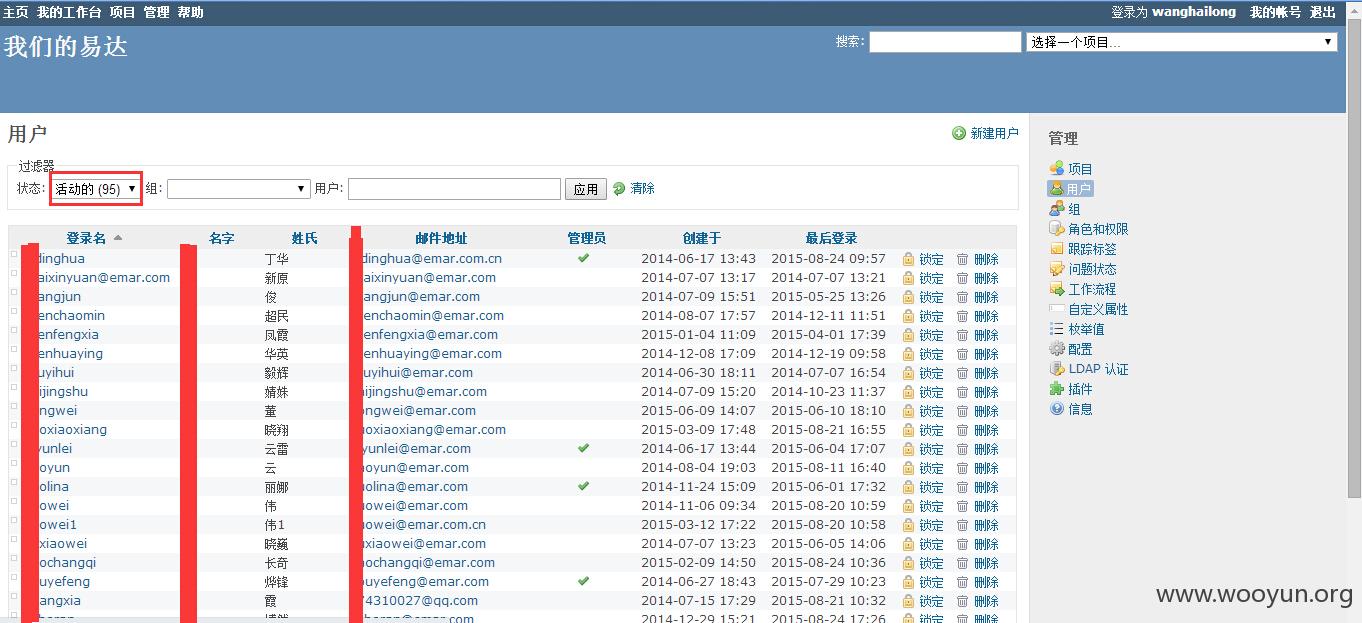 主页 我的工作台 项目 管理 帮助 登录为 wanghailong 我的帐号 退出
我们的易达 搜索: 选择一个项目...
用户 新建用户
过滤器
状态: 活动的 (95) 组: 用户: 应用 清除
登录名 名字 姓氏 邮件地址 管理员 创建于 最后登录
dinghua 丁华 dinghua@emar.com.cn 2014-06-17 13:43 2015-08-24 09:57 锁定 删除
aixinyuan@emar.com 新原 aixinyuan@emar.com 2014-07-07 13:17 2014-07-07 13:21 锁定 删除
angjun 俊 angjun@emar.com 2014-07-09 15:51 2015-05-25 13:26 锁定 删除
enchaomin 超民 enchaomin@emar.com 2014-08-07 17:57 2014-12-11 11:51 锁定 删除
enfengxia 凤霞 enfengxia@emar.com 2015-01-04 11:09 2015-04-01 17:39 锁定 删除
enhuaying 华英 enhuaying@emar.com 2014-12-08 17:09 2014-12-19 09:58 锁定 删除
uyihui 毅辉 uyihui@emar.com 2014-06-30 18:11 2014-07-07 16:54 锁定 删除
ijingshu 婧姝 ijingshu@emar.com 2014-07-09 15:20 2014-10-23 11:37 锁定 删除
ngwei 董 ongwei@emar.com 2015-06-09 14:07 2015-06-10 18:10 锁定 删除
oxiaoxiang 晓翔 oxiaoxiang@emar.com 2015-03-09 17:48 2015-08-21 16:55 锁定 删除
yunlei 云雷 yunlei@emar.com 2014-06-17 13:44 2015-06-04 17:07 锁定 删除
oyun 云 oyun@emar.com 2014-08-04 19:03 2015-08-11 16:40 锁定 删除
olina 丽娜 olina@emar.com 2014-11-24 15:09 2015-06-01 17:32 锁定 删除
owei 伟 owei@emar.com 2014-11-06 09:34 2015-08-20 10:59 锁定 删除
owei1 伟1 owei@emar.com.cn 2015-03-12 17:22 2015-08-20 10:58 锁定 删除
xiaowei 晓巍 xiaowei@emar.com 2014-07-07 13:23 2015-06-05 14:06 锁定 删除
ochangqi 长奇 ochangqi@emar.com 2015-02-09 14:50 2015-08-24 10:36 锁定 删除
uyefeng 烨锋 ouyefeng@emar.com 2014-06-27 18:43 2015-07-29 10:23 锁定 删除
angxia 霞 74310027@qq.com 2014-07-15 17:29 2015-08-21 10:32 锁定 删除
2014-12-29 15:21 2015-08-24 17:26 锁定 删除
管理
项目
用户
组
角色和权限
跟踪标签
问题状态
工作流程
自定义属性
枚举值
配置
LDAP 认证
插件
信息
www.wooyun.org